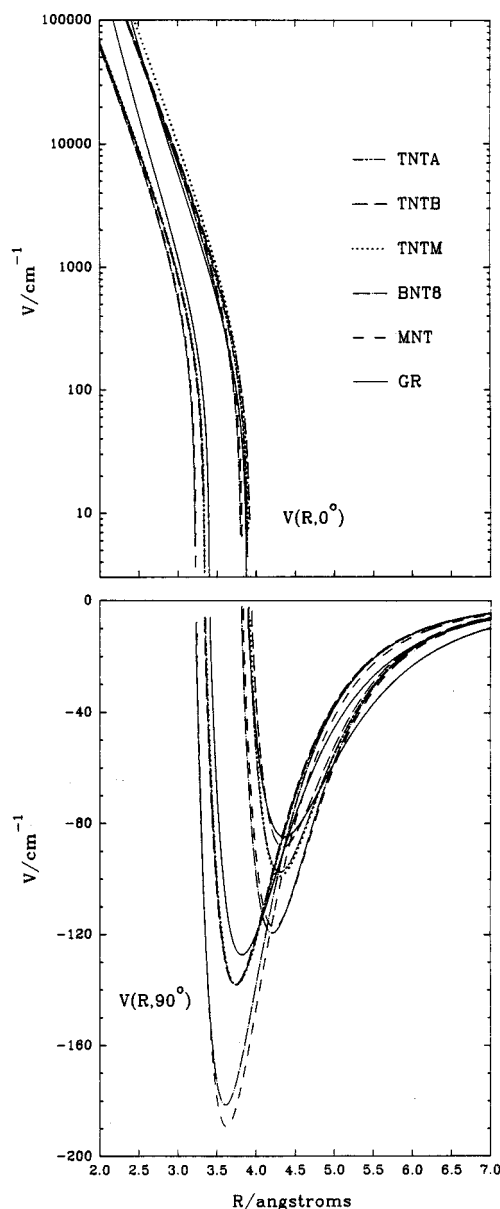 100000
10000
1000
100
10
V/cm⁻¹
TNTA
TNTB
TNTM
BNT8
MNT
GR
V(R,0°)
0
-40
-80
-120
-160
-200
V/cm⁻¹
V(R,90°)
2.0 2.5 3.0 3.5 4.0 4.5 5.0 5.5 6.0 6.5 7.0
R/angstroms